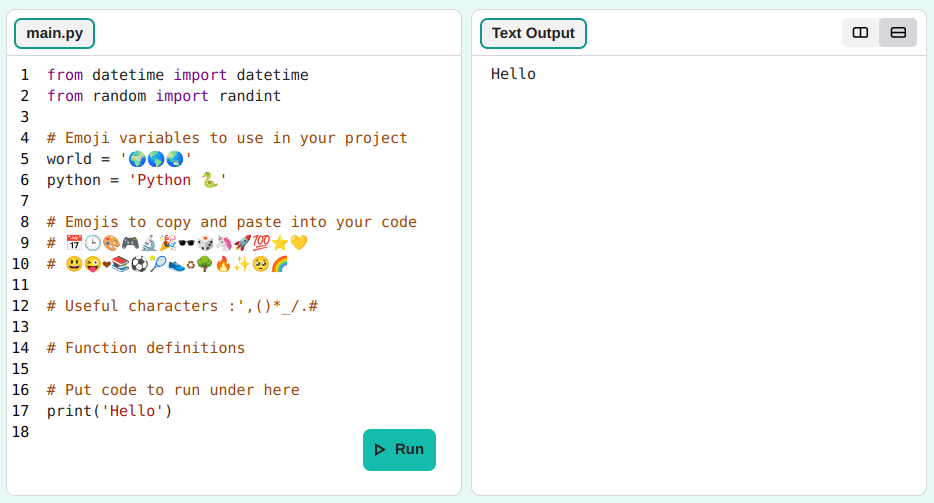 main.py
1 from datetime import datetime
2 from random import randint
3
4 # Emoji variables to use in your project
5 world = '🌍🌎🌏'
6 python = 'Python 🐍'
7
8 # Emojis to copy and paste into your code
9 # 📅🕒🎨🎮🔬🎉🕶️🎲🦄🚀💯⭐💛
10 # 😃😜❤️📚⚽🎾👟♻️🌳🔥✨🥺🌈
11
12 # Useful characters :',()*_/.#
13
14 # Function definitions
15
16 # Put code to run under here
17 print('Hello')
18
Run
Text Output
Hello